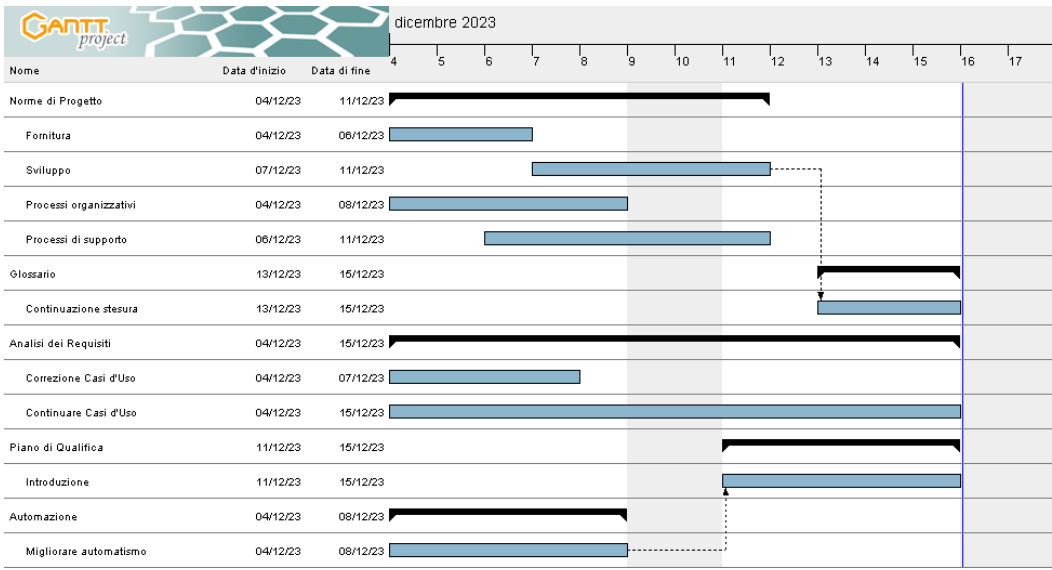 GANTT project
dicembre 2023
4 5 6 7 8 9 10 11 12 13 14 15 16 17
Nome Data d'inizio Data di fine
Norme di Progetto 04/12/23 11/12/23
Fornitura 04/12/23 06/12/23
Sviluppo 07/12/23 11/12/23
Processi organizzativi 04/12/23 08/12/23
Processi di supporto 06/12/23 11/12/23
Glossario 13/12/23 15/12/23
Continuazione stesura 13/12/23 15/12/23
Analisi dei Requisiti 04/12/23 15/12/23
Correzione Casi d'Uso 04/12/23 07/12/23
Continuare Casi d'Uso 04/12/23 15/12/23
Piano di Qualifica 11/12/23 15/12/23
Introduzione 11/12/23 15/12/23
Automazione 04/12/23 08/12/23
Migliorare automatismo 04/12/23 08/12/23